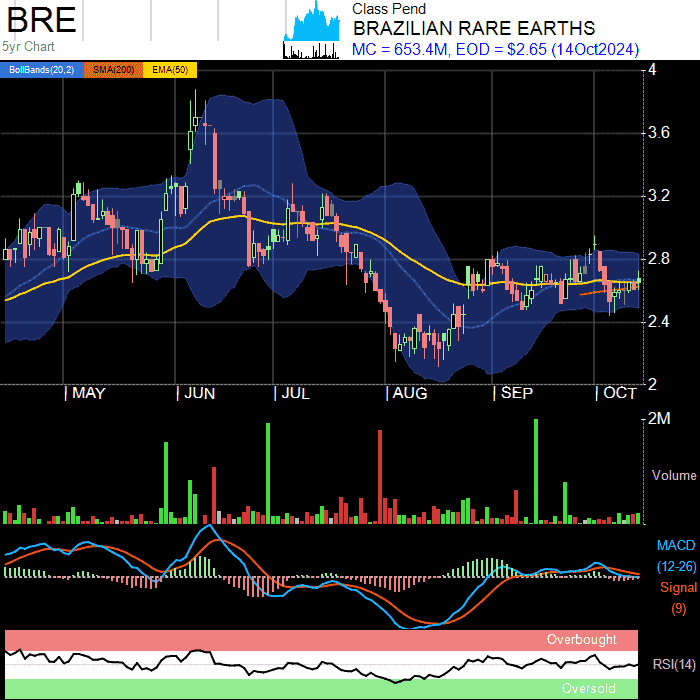 BRE
5yr Chart
Class Pend
BRAZILIAN RARE EARTHS
MC = 653.4M, EOD = $2.65 (14Oct2024)
BollBands(20,2) SMA(200) EMA(50)
4
3.6
3.2
2.8
2.4
2
| MAY | JUN | JUL | AUG | SEP | OCT
2M
Volume
MACD
(12-26)
Signal
(9)
Overbought
RSI(14)
Oversold